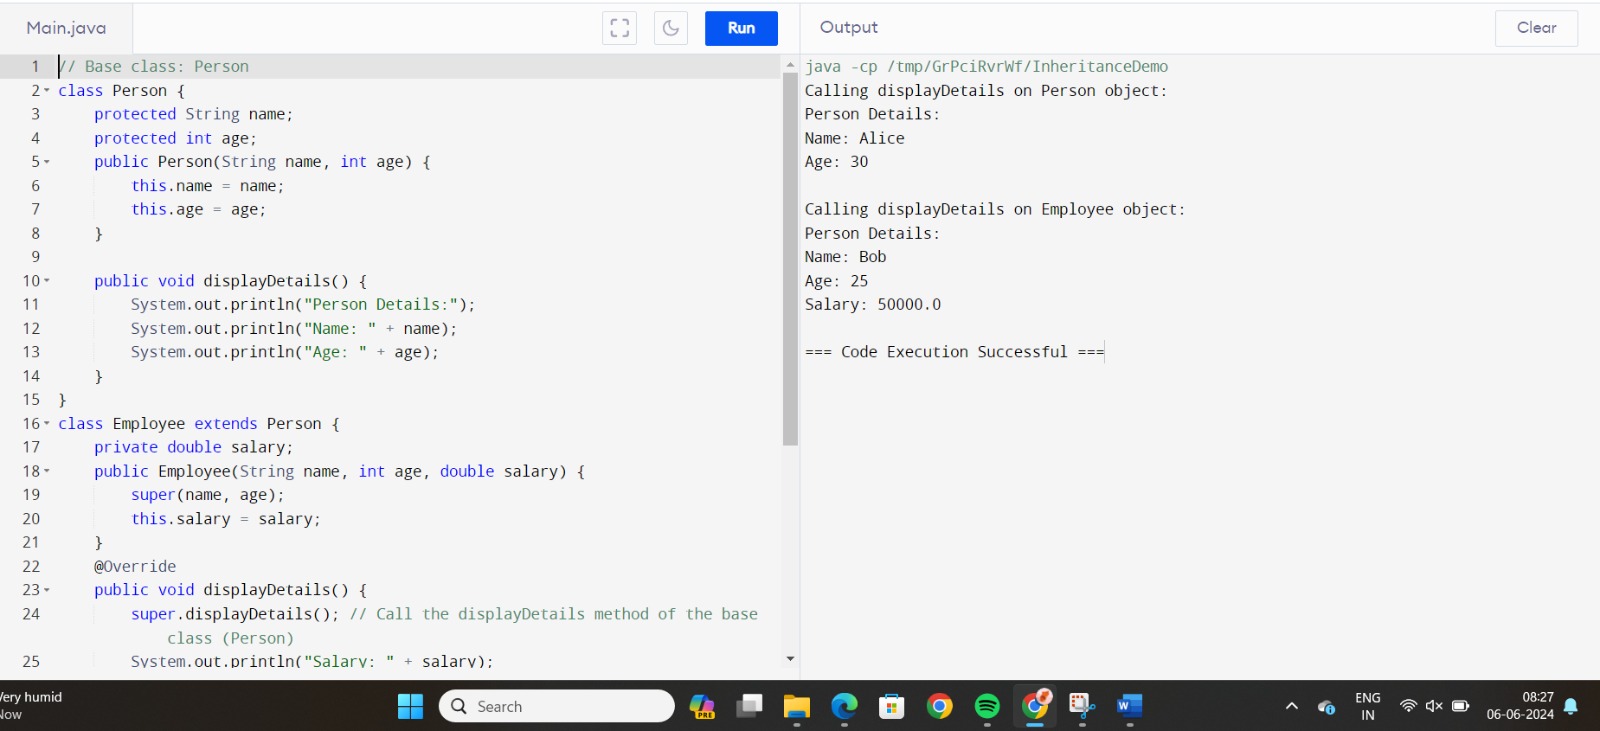 Main.java
Run
Output
Clear
1 // Base class: Person
2 class Person {
3 protected String name;
4 protected int age;
5 public Person(String name, int age) {
6 this.name = name;
7 this.age = age;
8 }
9
10 public void displayDetails() {
11 System.out.println("Person Details:");
12 System.out.println("Name: " + name);
13 System.out.println("Age: " + age);
14 }
15 }
16 class Employee extends Person {
17 private double salary;
18 public Employee(String name, int age, double salary) {
19 super(name, age);
20 this.salary = salary;
21 }
22 @Override
23 public void displayDetails() {
24 super.displayDetails(); // Call the displayDetails method of the base
class (Person)
25 System.out.println("Salary: " + salary);
java -cp /tmp/GrPciRvrWf/InheritanceDemo
Calling displayDetails on Person object:
Person Details:
Name: Alice
Age: 30
Calling displayDetails on Employee object:
Person Details:
Name: Bob
Age: 25
Salary: 50000.0
=== Code Execution Successful ===
Very humid
Now
Search
PRE
ENG
IN
08:27
06-06-2024